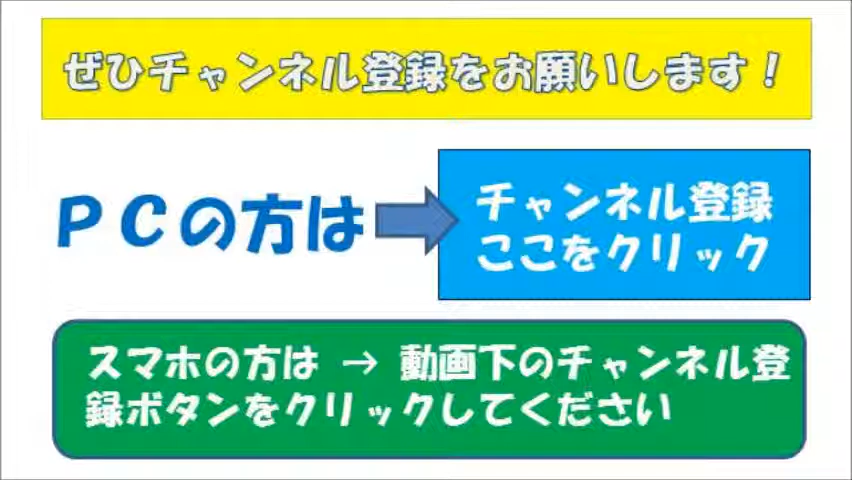 ぜひチャンネル登録をお願いします！
ＰＣの方は
チャンネル登録
ここをクリック
スマホの方は → 動画下のチャンネル登
録ボタンをクリックしてください